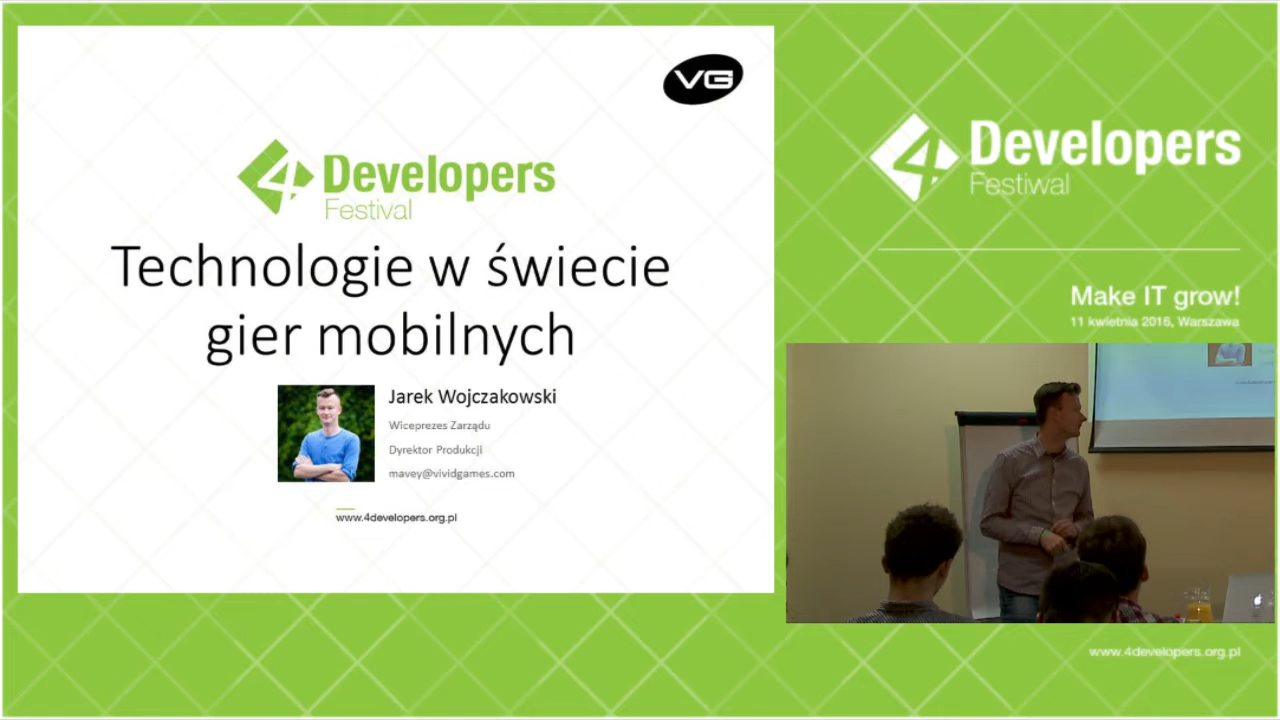 VG
4 Developers
Festival
Technologie w świecie
gier mobilnych
Jarek Wojczakowski
Wiceprezes Zarządu
Dyrektor Produkcji
mavey@vividgames.com
www.4developers.org.pl
4 Developers
Festiwal
Make IT grow!
11 kwietnia 2016, Warszawa
www.4developers.org.pl